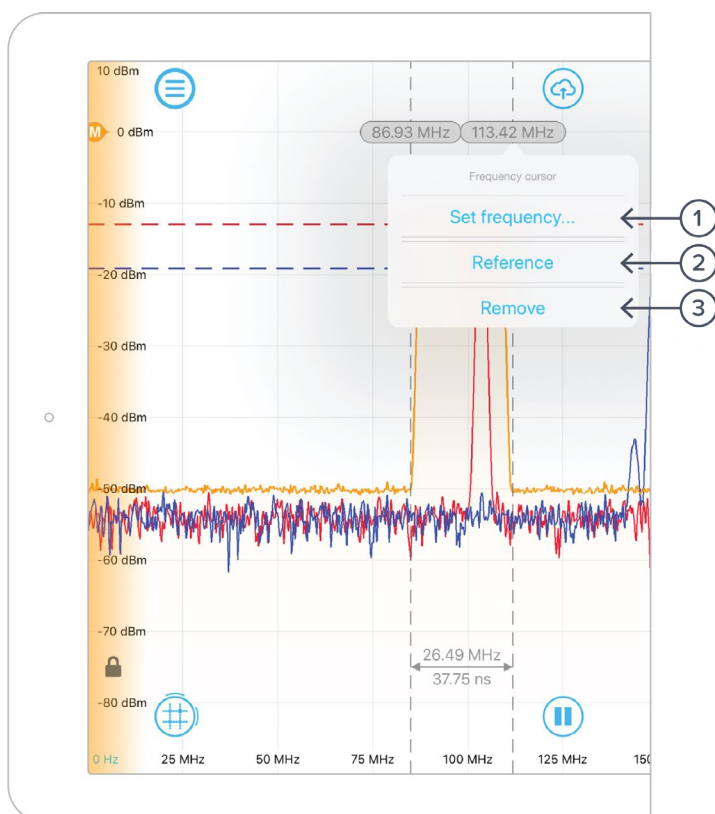 10 dBm
M
0 dBm
86.93 MHz
113.42 MHz
Frequency cursor
-10 dBm
Set frequency...
1
Reference
2
-20 dBm
Remove
3
-30 dBm
-40 dBm
-50 dBm
-60 dBm
-70 dBm
26.49 MHz
37.75 ns
-80 dBm
0 Hz
25 MHz
50 MHz
75 MHz
100 MHz
125 MHz
150